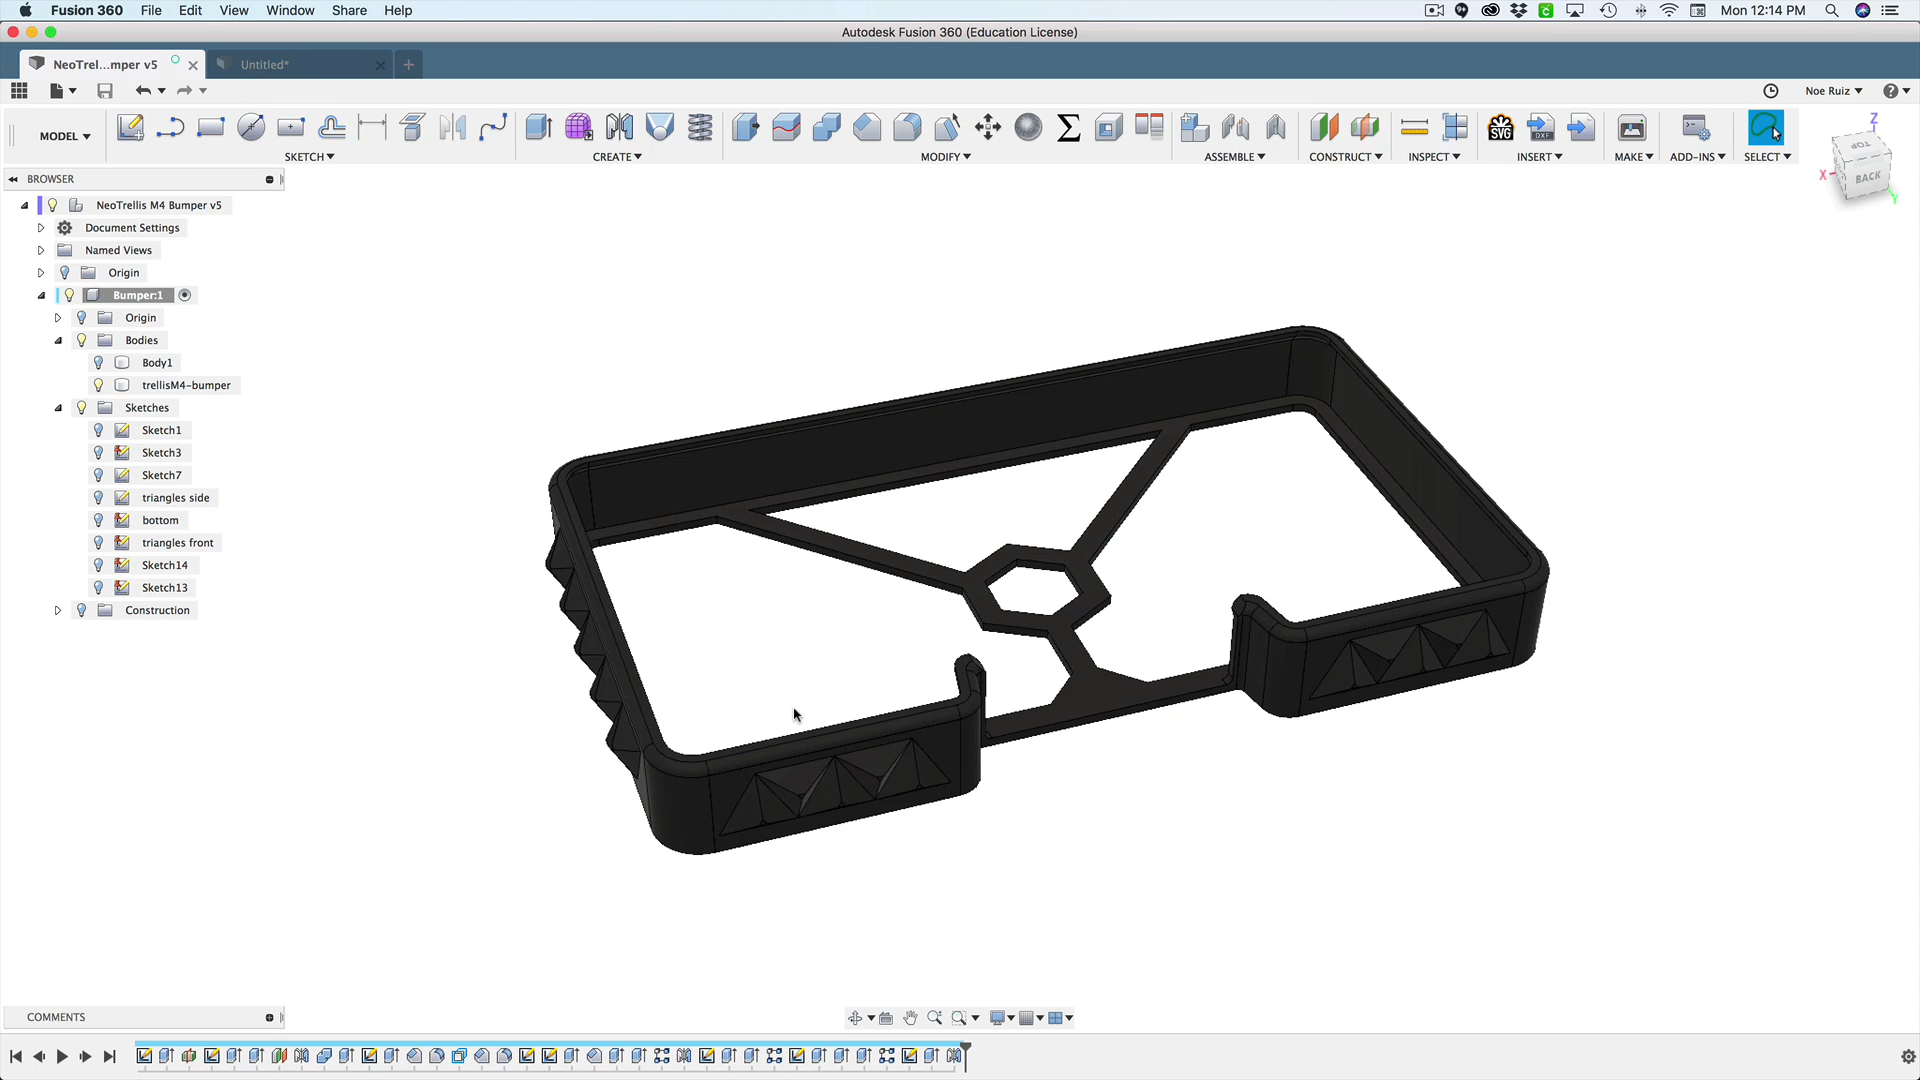 Fusion 360 File Edit View Window Share Help
Mon 12:14 PM
Autodesk Fusion 360 (Education License)
NeoTrel...mper v5
Untitled*
Noe Ruiz
MODEL
SKETCH
CREATE
MODIFY
ASSEMBLE
CONSTRUCT
INSPECT
SVG
DXF
INSERT
MAKE
ADD-INS
SELECT
Z
TOP
X
BACK
Y
BROWSER
NeoTrellis M4 Bumper v5
Document Settings
Named Views
Origin
Bumper:1
Origin
Bodies
Body1
trellisM4-bumper
Sketches
Sketch1
Sketch3
Sketch7
triangles side
bottom
triangles front
Sketch14
Sketch13
Construction
COMMENTS